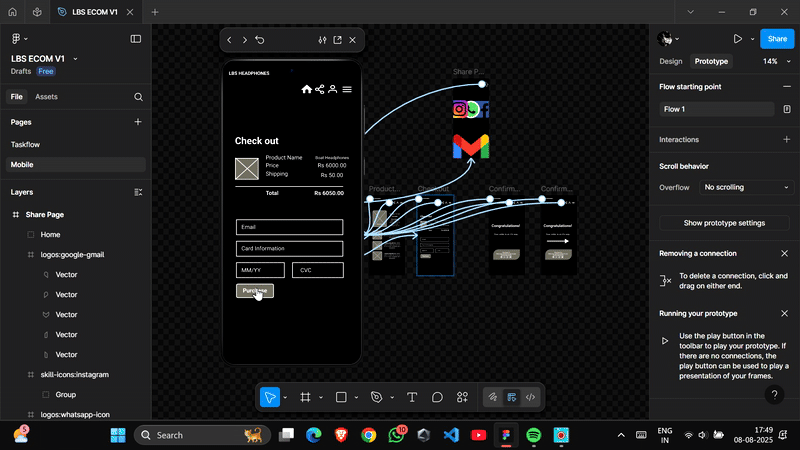 LBS ECOM V1
LBS ECOM V1
Drafts Free
File Assets
Pages
Taskflow
Mobile
Layers
Share Page
Home
logos:google-gmail
Vector
Vector
Vector
Vector
Vector
skill-icons:instagram
Group
logos:whatsapp-icon
LBS HEADPHONES
Check out
Product Name Boat Headphones
Price Rs 6000.00
Shipping Rs 50.00
Total Rs 6050.00
Email
Card Information
MM/YY CVC
Purchase
Share P...
Product... Checkout Confirm... Confirm...
Congratulations! Congratulations!
Share
Design Prototype 14%
Flow starting point
Flow 1
Interactions
Scroll behavior
Overflow No scrolling
Show prototype settings
Removing a connection
To delete a connection, click and
drag on either end.
Running your prototype
Use the play button in the
toolbar to play your prototype. If
there are no connections, the
play button can be used to play a
presentation of your frames.
?
5
Search
10
ENG
IN
17:49
08-08-2025